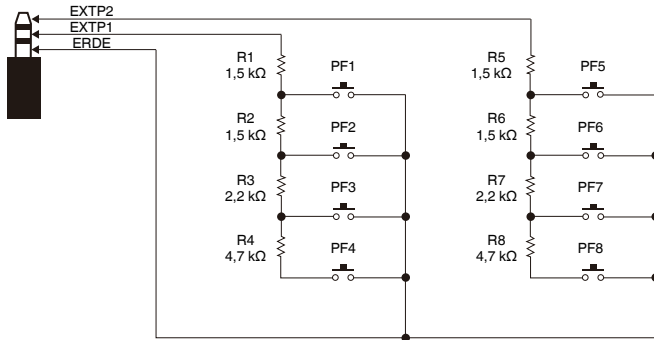 EXTP2
EXTP1
ERDE
R1
1,5 kΩ
PF1
R2
1,5 kΩ
PF2
R3
2,2 kΩ
PF3
R4
4,7 kΩ
PF4
R5
1,5 kΩ
PF5
R6
1,5 kΩ
PF6
R7
2,2 kΩ
PF7
R8
4,7 kΩ
PF8